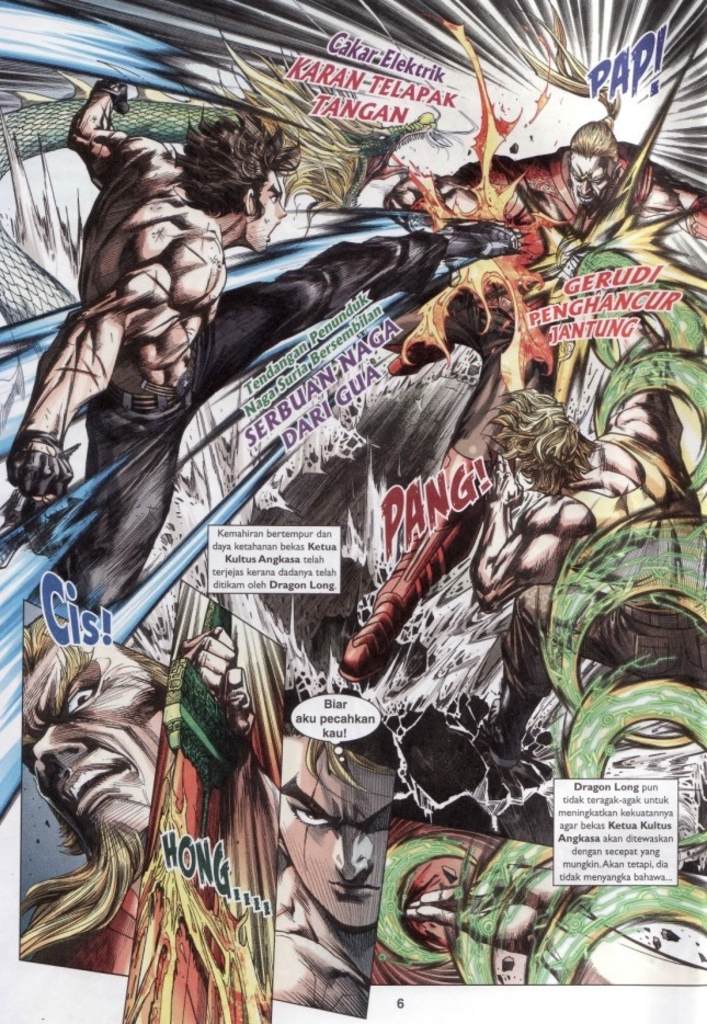 Cakar Elektrik
KARAN TELAPAK
TANGAN
PAP!
GERUDI
PENGHANCUR
JANTUNG
Tendangan Penunduk
Naga Suria Bersembilan
SERBUAN NAGA
DARI GUA
PANG!
Kemahiran bertempur dan
daya ketahanan bekas Ketua
Kultus Angkasa telah
terjejas kerana dadanya telah
ditikam oleh Dragon Long.
Cis!
Biar
aku pecahkan
kau!
HONG.....
Dragon Long pun
tidak teragak-agak untuk
meningkatkan kekuatannya
agar bekas Ketua Kultus
Angkasa dapat ditewaskan
dengan secepat yang
mungkin. Akan tetapi, dia
tidak menyangka bahawa...
6